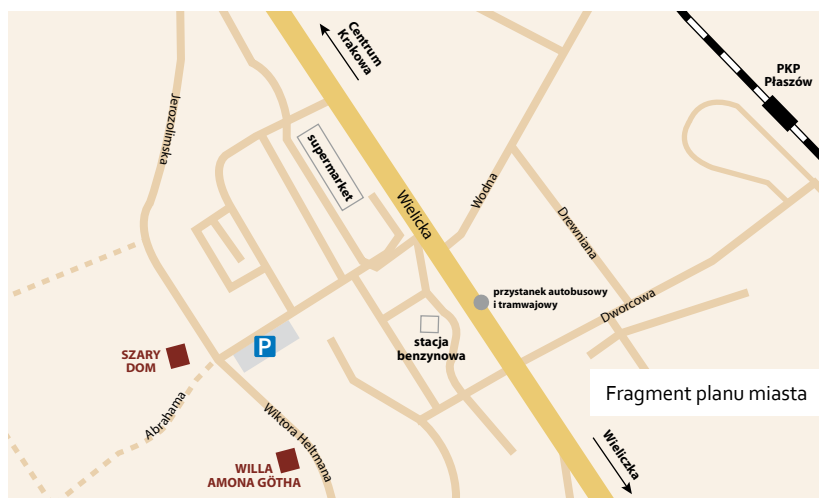 Centrum
Krakowa
PKP
Płaszów
Jerozolimska
supermarket
Wielicka
Wodna
Drewniana
przystanek autobusowy
i tramwajowy
Dworcowa
stacja
benzynowa
P
SZARY
DOM
Abrahama
Wiktora Heltmana
WILLA
AMONA GÖTHA
Fragment planu miasta
Wieliczka